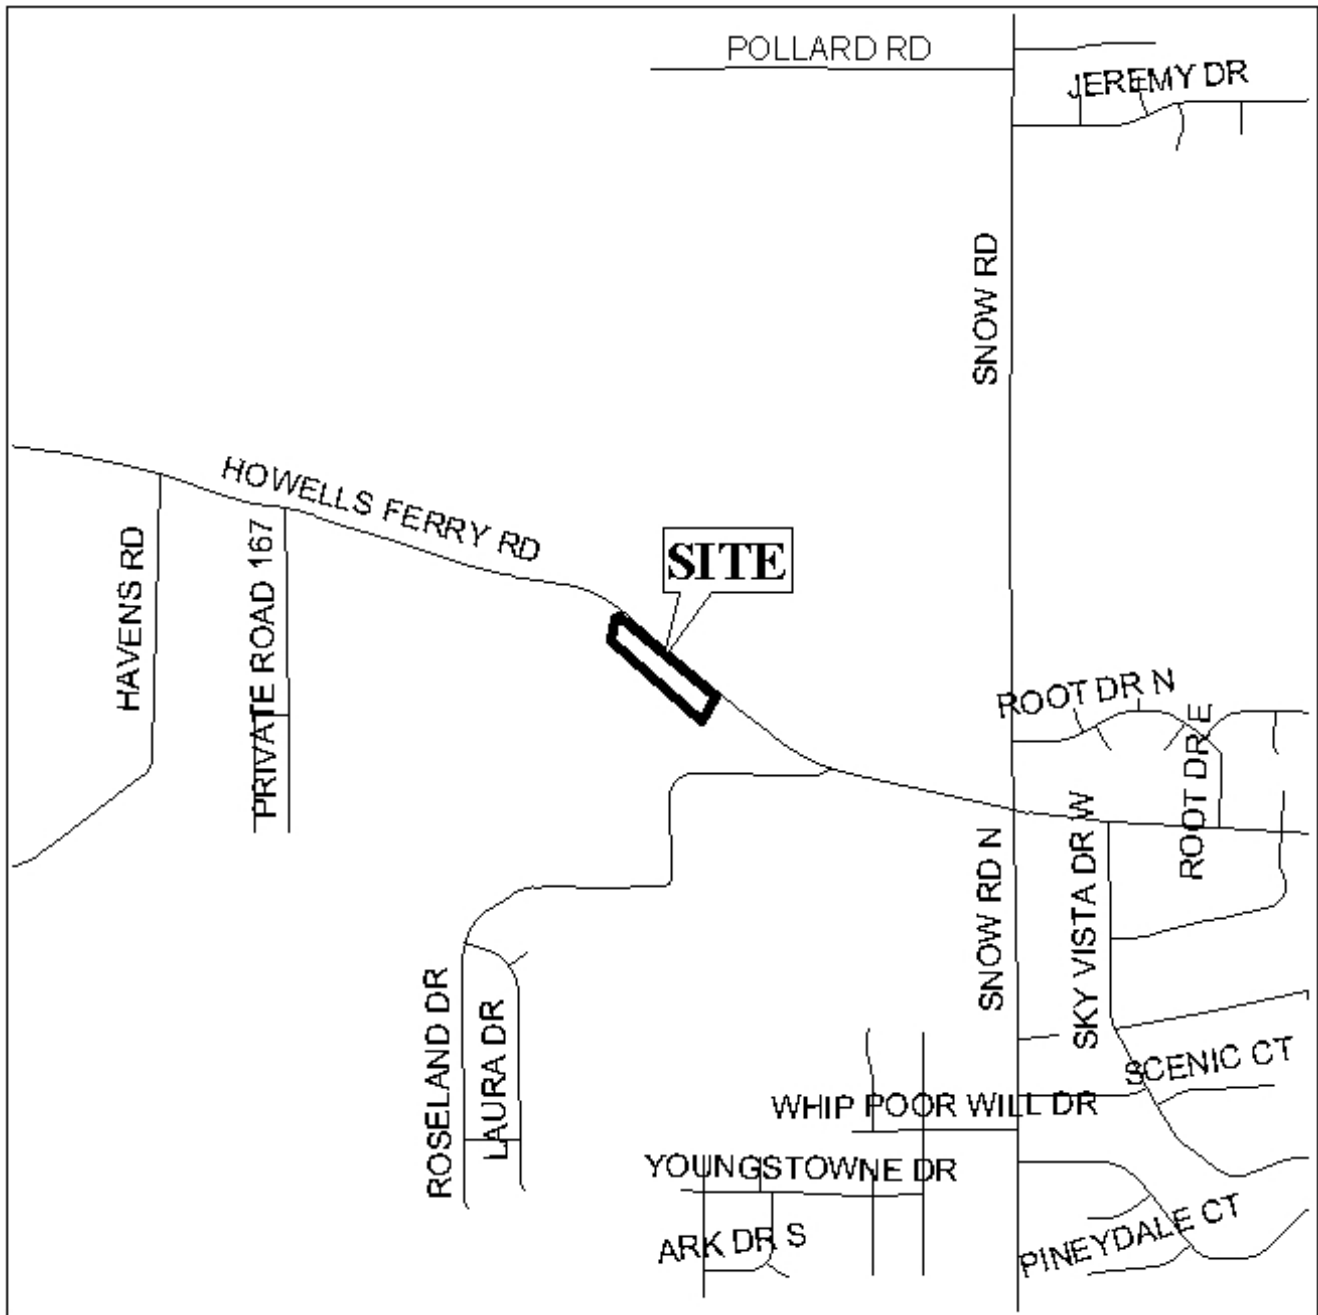 POLLARD RD
JEREMY DR
SNOW RD
HOWELLS FERRY RD
HAVENS RD
PRIVATE ROAD 167
SITE
ROOT DR N
ROOT DR E
SNOW RD N
SKY VISTA DR W
ROSELAND DR
LAURA DR
SCENIC CT
WHIP POOR WILL DR
YOUNGSTOWNE DR
ARK DR S
PINEYDALE CT